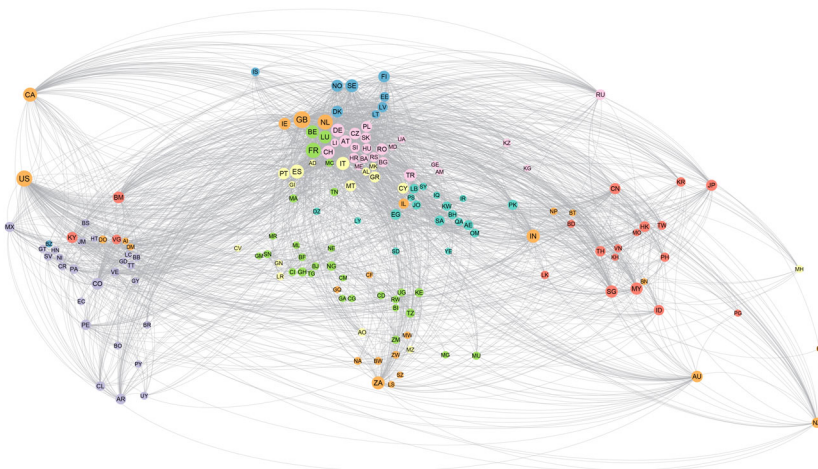 IS
NO SE FI
CA
EE
RU
DK LV
LT
IE GB NL
BE DE PL
LU CZ SK UA
AT
LI SI HU MD
FR CH HR BA RS RO
KZ
AD MC IT ME MK BG
GE
KG
PT ES AL GR TR AM
US
GI MT CY LB SY
KR
JP
CN
BM
MA TN IL PS JO IQ IR
PK
DZ EG KW
NP BT
BH
LY SA QA AE
BD
HK TW
MX BS
OM
MO
KY VG AI
MR
IN
BZ HT DO DM
CV
GT HN JM
ML NE
SD YE
TH VN
KH
PH
SV NI LC BB
GM SN BF
CR PA GD TT
GN
BJ NG
CF
LK
MH
VE
LR CI GH TG CM
CO GY
GQ UG KE
SG MY BN
GA CG CD RW
EC
BI TZ
ID
PG
PE BR
AO MW
ZM
BO
MZ
NA BW ZW
MG MU
PY
SZ
CL
ZA LS
AU
AR UY